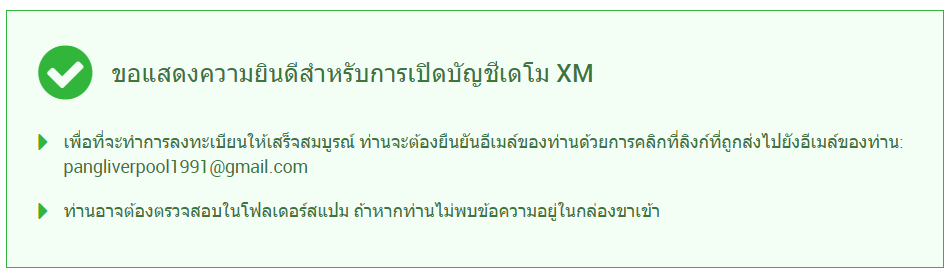 ขอแสดงความยินดีสำหรับการเปิดบัญชีเดโม XM
เพื่อที่จะทำการลงทะเบียนให้เสร็จสมบูรณ์ ท่านจะต้องยืนยันอีเมล์ของท่านด้วยการคลิกที่ลิงก์ที่ถูกส่งไปยังอีเมล์ของท่าน:
pangliverpool1991@gmail.com
ท่านอาจต้องตรวจสอบในโฟลเดอร์สแปม ถ้าหากท่านไม่พบข้อความอยู่ในกล่องขาเข้า